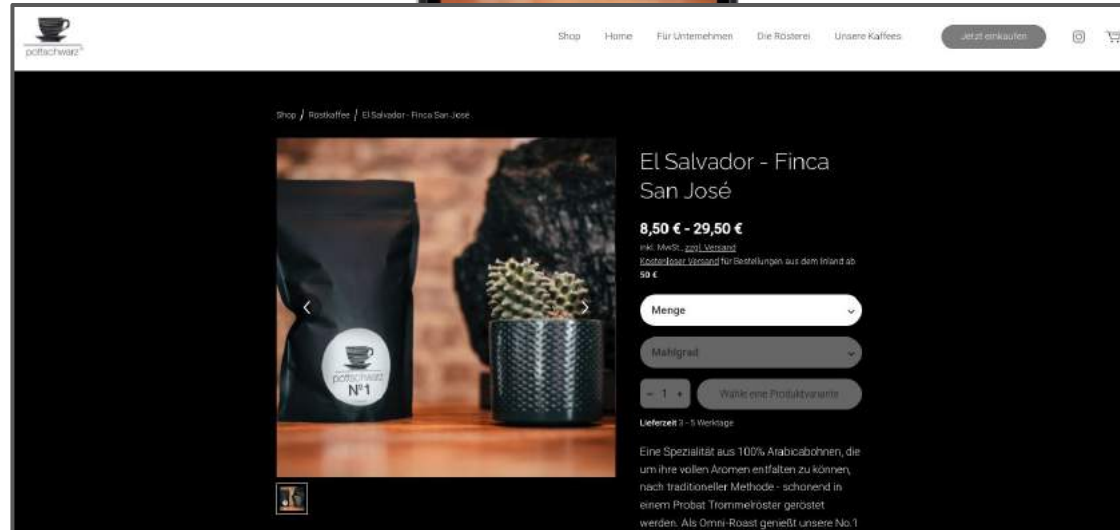 pottschwarz
Shop Home Für Unternehmen Die Rösterei Unsere Kaffees Jetzt einkaufen
Shop / Röstkaffee / El Salvador - Finca San José
El Salvador - Finca
San José
8,50 € - 29,50 €
inkl. MwSt., zzgl. Versand
Kostenloser Versand für Bestellungen aus dem Inland ab
50 €
Menge
Mahlgrad
− 1 + Wähle eine Produktvariante
Lieferzeit 3 - 5 Werktage
Eine Spezialität aus 100% Arabicabohnen, die
um ihre vollen Aromen entfalten zu können,
nach traditioneller Methode - schonend in
einem Probat Trommelröster geröstet
werden. Als Omni-Roast genießt unsere No.1
pottschwarz
Nº1